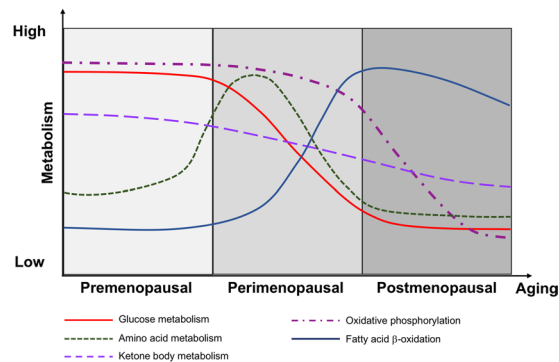 High
Metabolism
Low
Premenopausal Perimenopausal Postmenopausal Aging
Glucose metabolism
Amino acid metabolism
Ketone body metabolism
Oxidative phosphorylation
Fatty acid β-oxidation